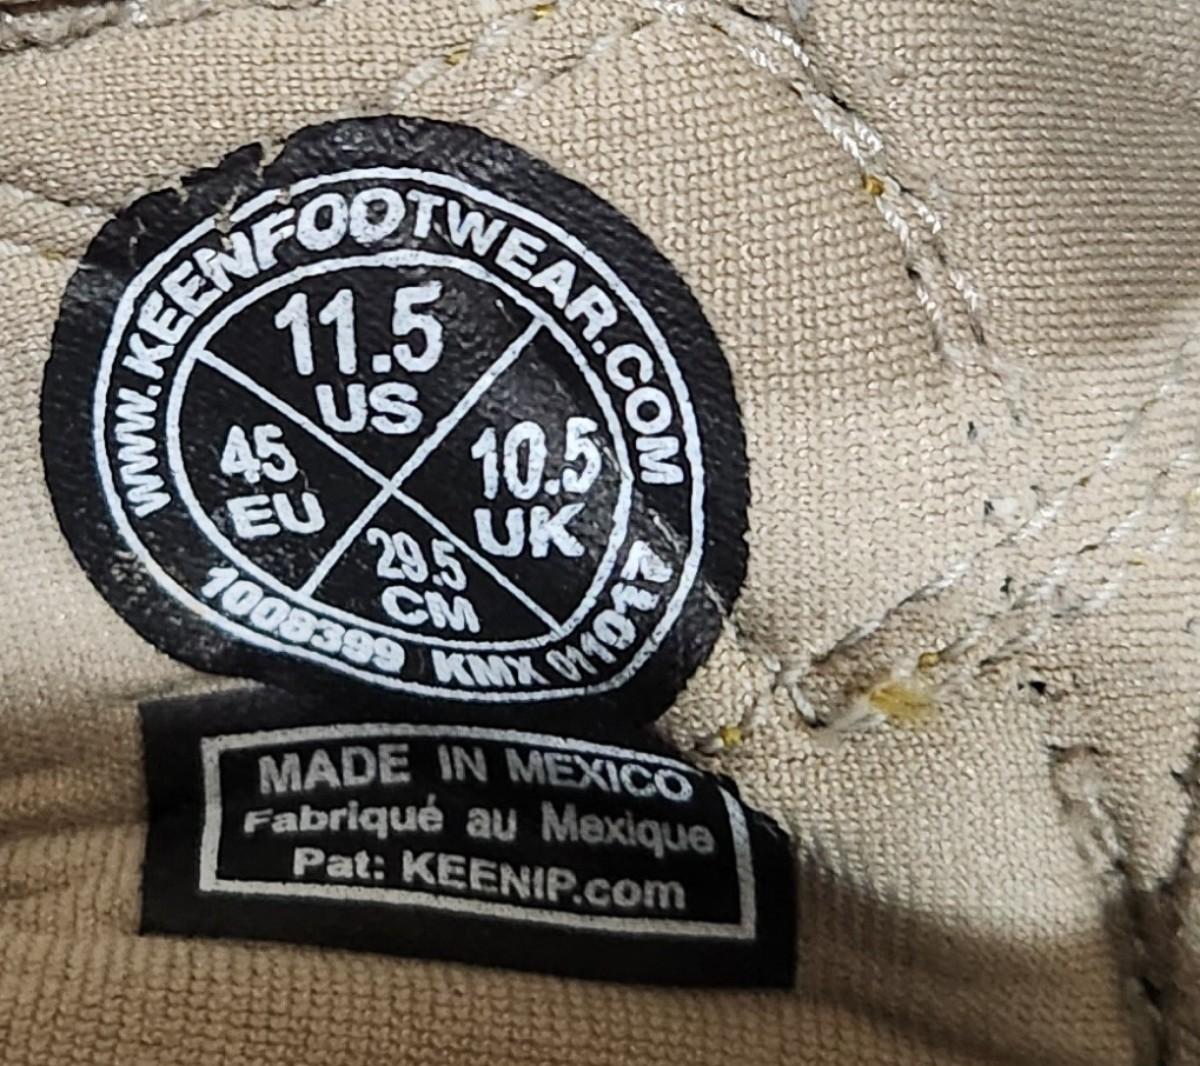 WWW.KEENFOOTWEAR.COM
11.5
US
45
EU
10.5
UK
29.5
CM
1008399 KMX 011917
MADE IN MEXICO
Fabriqué au Mexique
Pat: KEENIP.com